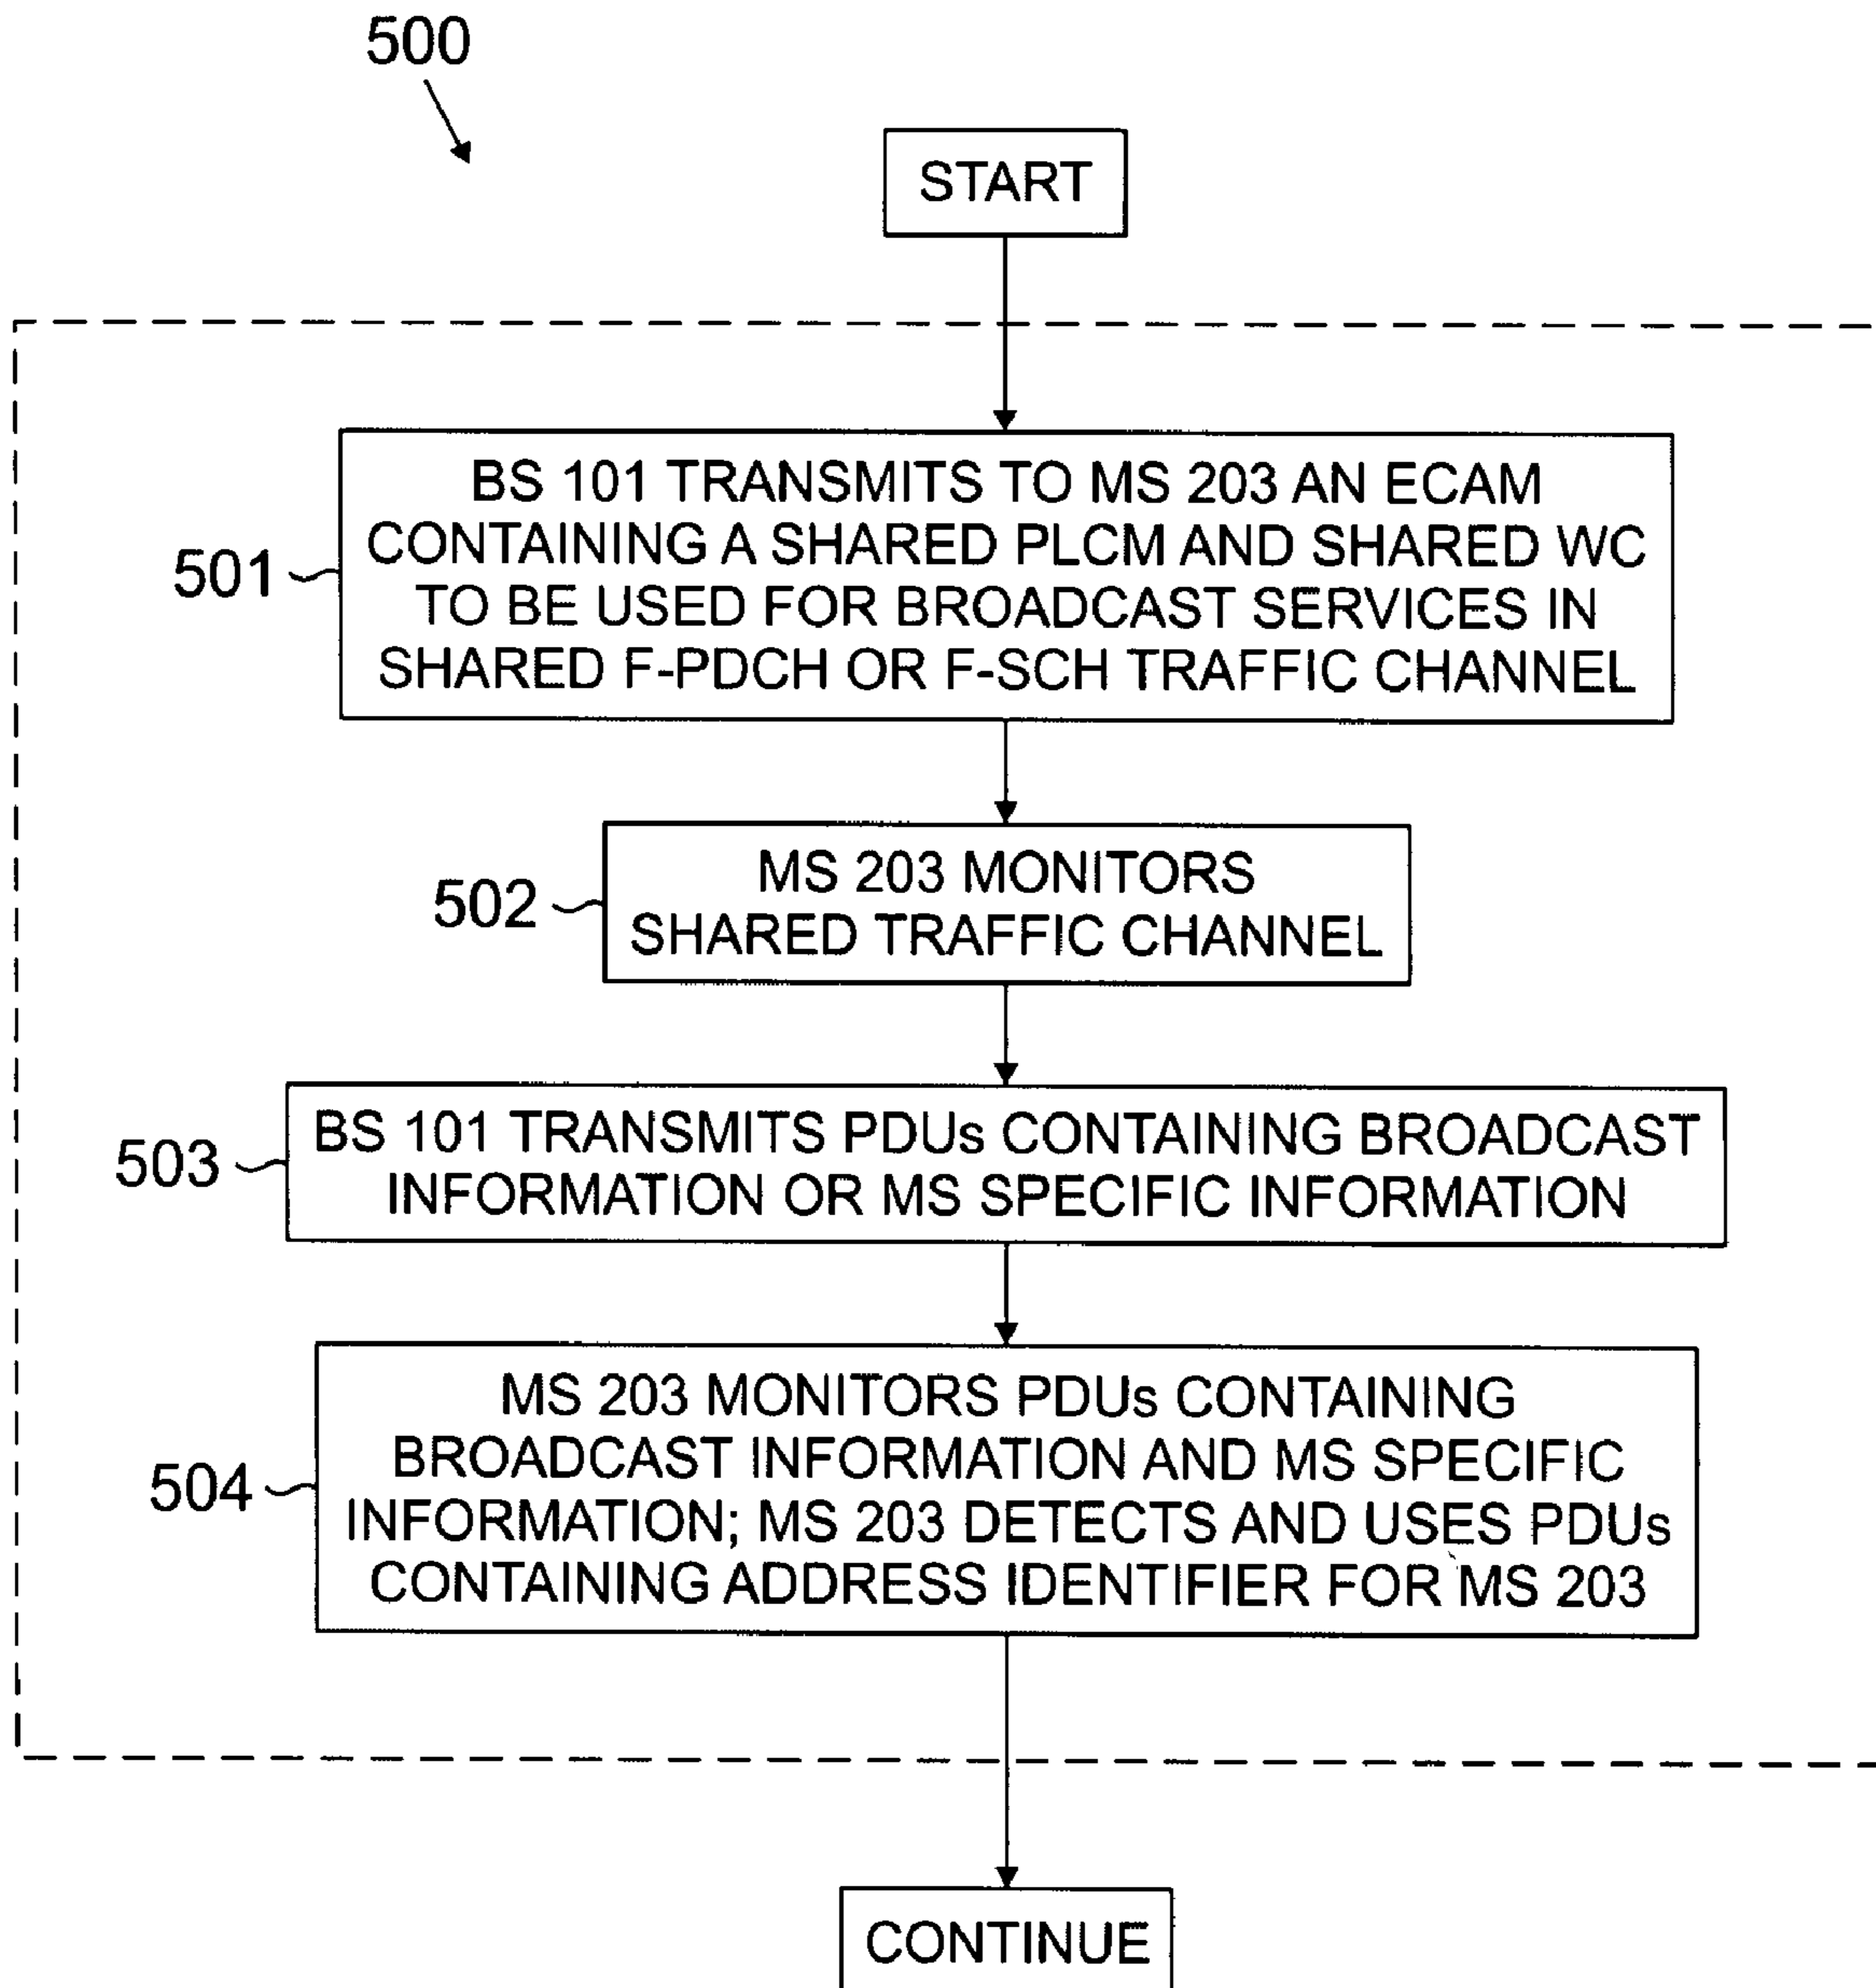 500
START
BS 101 TRANSMITS TO MS 203 AN ECAM
CONTAINING A SHARED PLCM AND SHARED WC
TO BE USED FOR BROADCAST SERVICES IN
SHARED F-PDCH OR F-SCH TRAFFIC CHANNEL
501
MS 203 MONITORS
SHARED TRAFFIC CHANNEL
502
BS 101 TRANSMITS PDUs CONTAINING BROADCAST
INFORMATION OR MS SPECIFIC INFORMATION
503
MS 203 MONITORS PDUs CONTAINING
BROADCAST INFORMATION AND MS SPECIFIC
INFORMATION; MS 203 DETECTS AND USES PDUs
CONTAINING ADDRESS IDENTIFIER FOR MS 203
504
CONTINUE